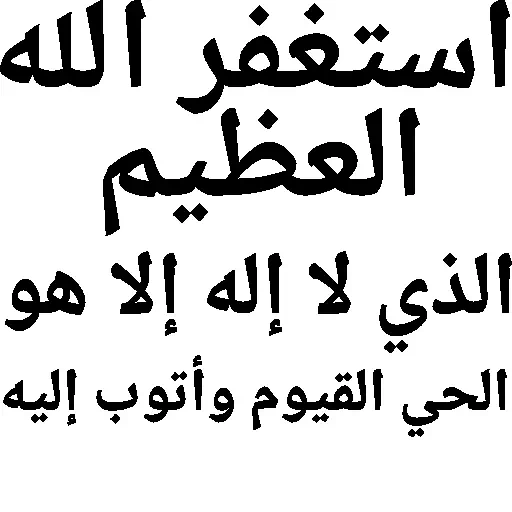 استغفر الله
العظيم
الذي لا إله إلا هو
الحي القيوم وأتوب إليه